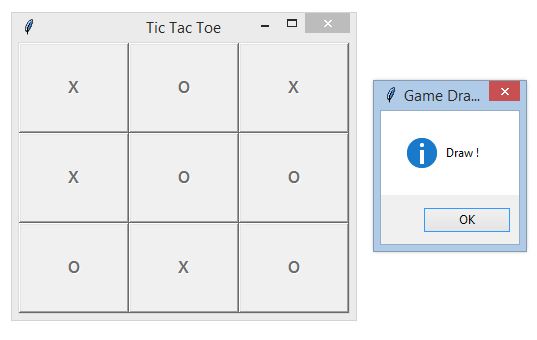 Tic Tac Toe
X O X
X O O
O X O
Game Dra...
Draw !
OK